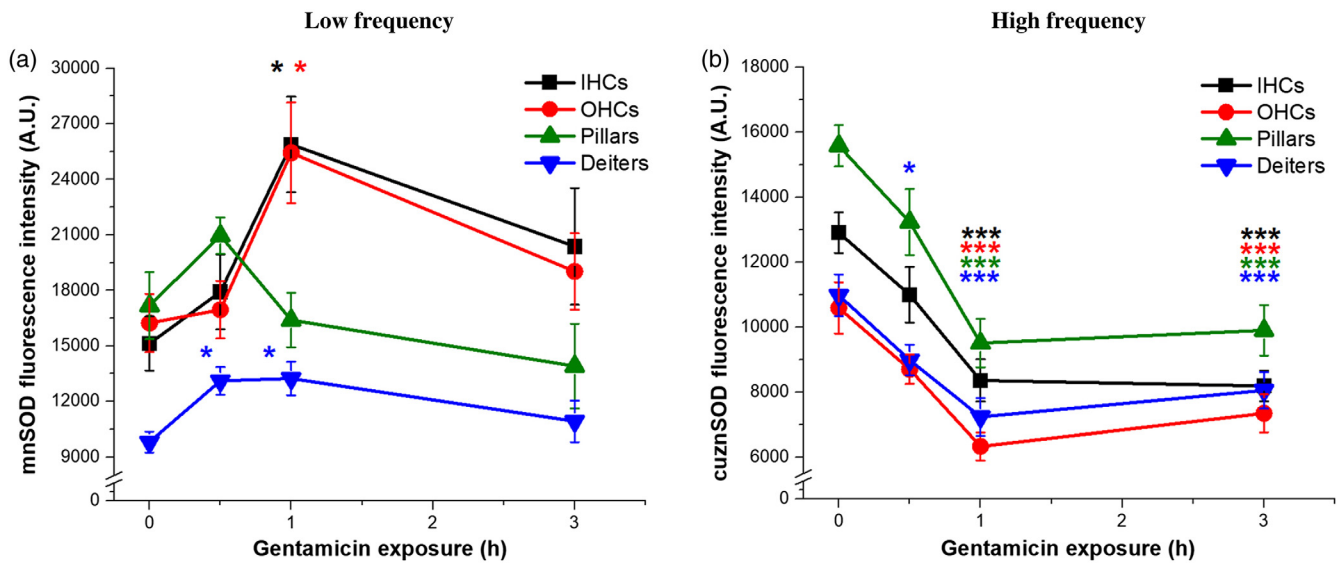 Low frequency
High frequency
(a)
mnSOD fluorescence intensity (A.U.)
30000
27000
24000
21000
18000
15000
12000
9000
0
* *
* *
IHCs
OHCs
Pillars
Deiters
0 1 2 3
Gentamicin exposure (h)
(b)
cuznSOD fluorescence intensity (A.U.)
18000
16000
14000
12000
10000
8000
6000
0
*
*** ***
*** ***
*** ***
*** ***
IHCs
OHCs
Pillars
Deiters
0 1 2 3
Gentamicin exposure (h)